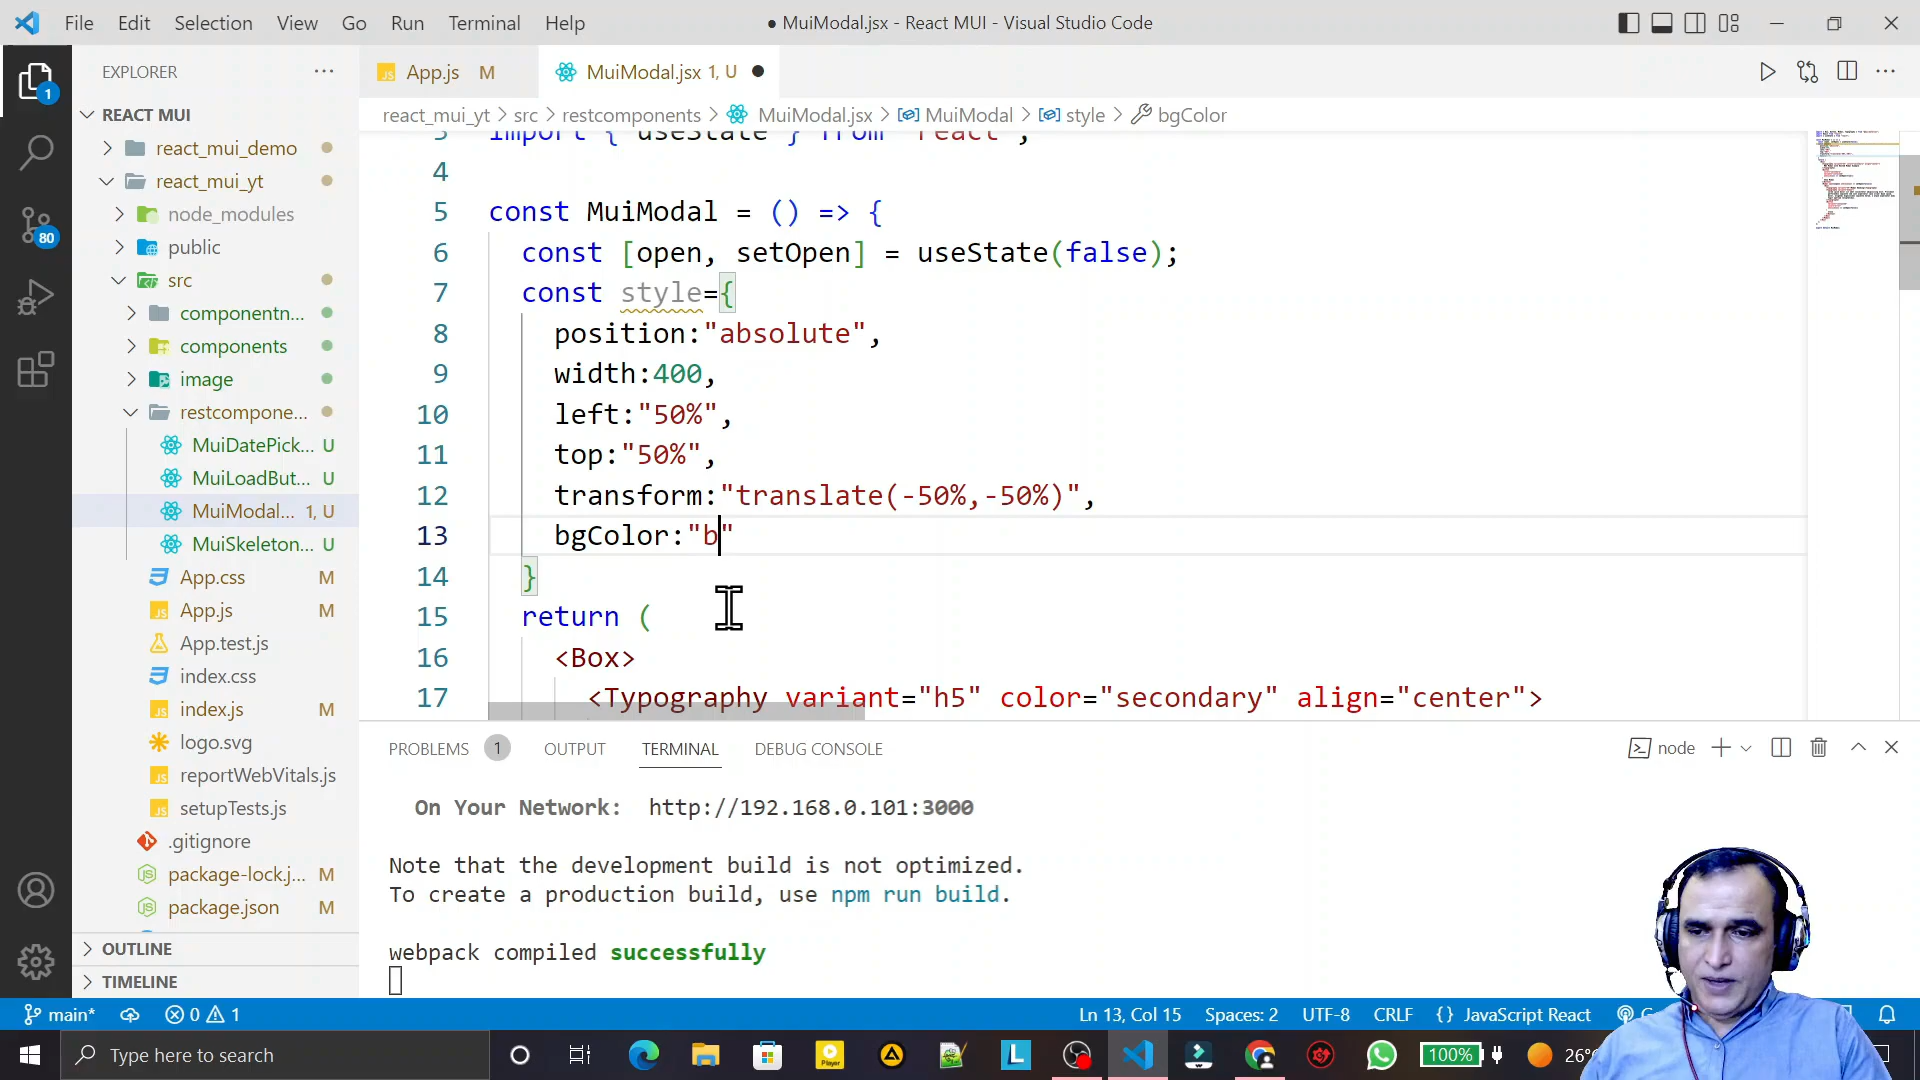 File Edit Selection View Go Run Terminal Help
● MuiModal.jsx - React MUI - Visual Studio Code
EXPLORER
App.js M
MuiModal.jsx 1, U
react_mui_yt > src > restcomponents > MuiModal.jsx > MuiModal > style > bgColor
REACT MUI
react_mui_demo
react_mui_yt
node_modules
public
src
componentn...
components
image
restcompone...
MuiDatePick... U
MuiLoadBut... U
MuiModal... 1, U
MuiSkeleton... U
App.css M
App.js M
App.test.js
index.css
index.js M
logo.svg
reportWebVitals.js
setupTests.js
.gitignore
package-lock.j... M
package.json M
OUTLINE
TIMELINE
1
80
3 import { useState } from "react";
4
5 const MuiModal = () => {
6 const [open, setOpen] = useState(false);
7 const style={
8 position:"absolute",
9 width:400,
10 left:"50%",
11 top:"50%",
12 transform:"translate(-50%,-50%)",
13 bgColor:"b"
14 }
15 return (
16 <Box>
17 <Typography variant="h5" color="secondary" align="center">
PROBLEMS 1 OUTPUT TERMINAL DEBUG CONSOLE
node
On Your Network: http://192.168.0.101:3000
Note that the development build is not optimized.
To create a production build, use npm run build.
webpack compiled successfully
main* 0 1
Ln 13, Col 15 Spaces: 2 UTF-8 CRLF {} JavaScript React
Type here to search
Player
L
100%
26°